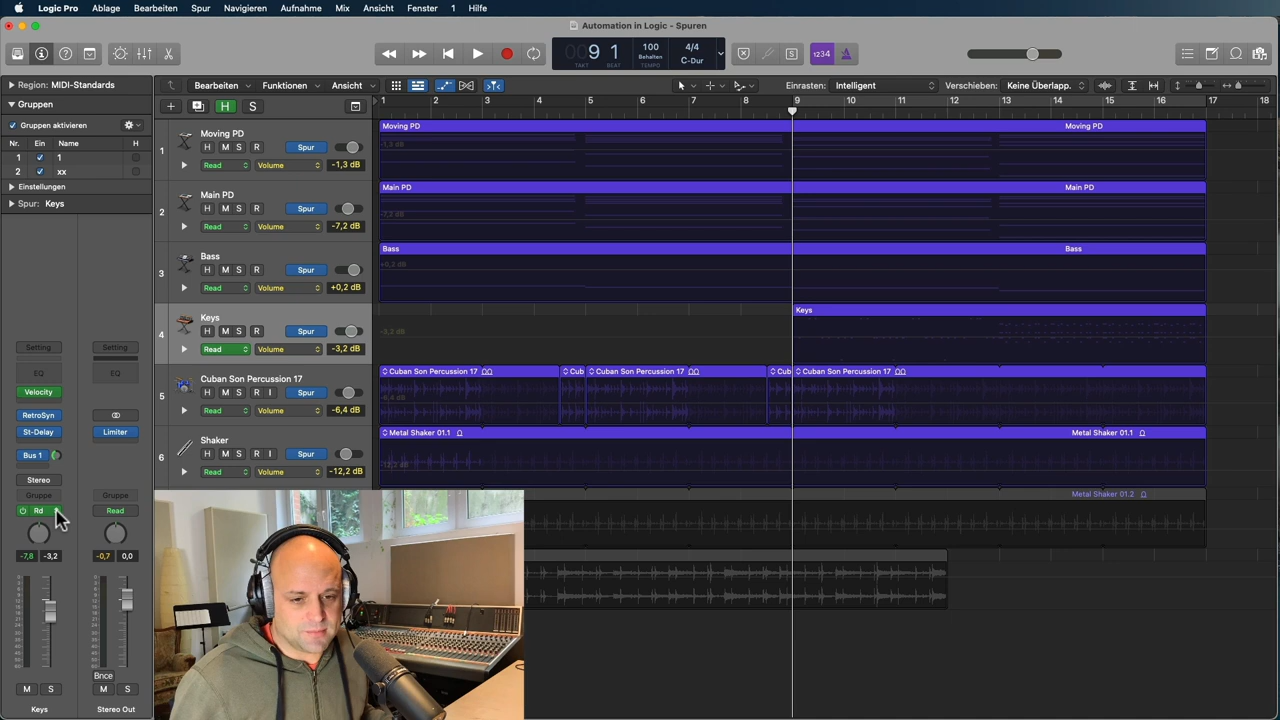 Logic Pro Ablage Bearbeiten Spur Navigieren Aufnahme Mix Ansicht Fenster 1 Hilfe
Automation in Logic - Spuren
009 1 100 4/4
Behalten
TAKT BEAT TEMPO C-Dur
1234
Region: MIDI-Standards
Bearbeiten Funktionen Ansicht Einrasten: Intelligent Verschieben: Keine Überlapp.
Gruppen
H S
1 2 3 4 5 6 7 8 9 10 11 12 13 14 15 16 17 18
Gruppen aktivieren
Nr. Ein Name H
1 1
2 xx
Einstellungen
Spur: Keys
1 Moving PD
H M S R Spur
Read Volume -1,3 dB
Moving PD Moving PD
-1,3 dB
2 Main PD
H M S R Spur
Read Volume -7,2 dB
Main PD Main PD
-7,2 dB
3 Bass
H M S R Spur
Read Volume +0,2 dB
Bass Bass
+0,2 dB
4 Keys
H M S R Spur
Read Volume -3,2 dB
Keys
-3,2 dB
5 Cuban Son Percussion 17
H M S R I Spur
Read Volume -6,4 dB
Cuban Son Percussion 17 Cub Cuban Son Percussion 17 Cub Cuban Son Percussion 17
-6,4 dB
6 Shaker
H M S R I Spur
Read Volume -12,2 dB
Metal Shaker 01.1 Metal Shaker 01.1
-12,2 dB
Metal Shaker 01.2
Setting Setting
EQ EQ
Velocity
RetroSyn
St-Delay Limiter
Bus 1
Stereo
Gruppe Gruppe
Rd Read
-7,8 -3,2 -0,7 0,0
Bnce
M S M S
Keys Stereo Out